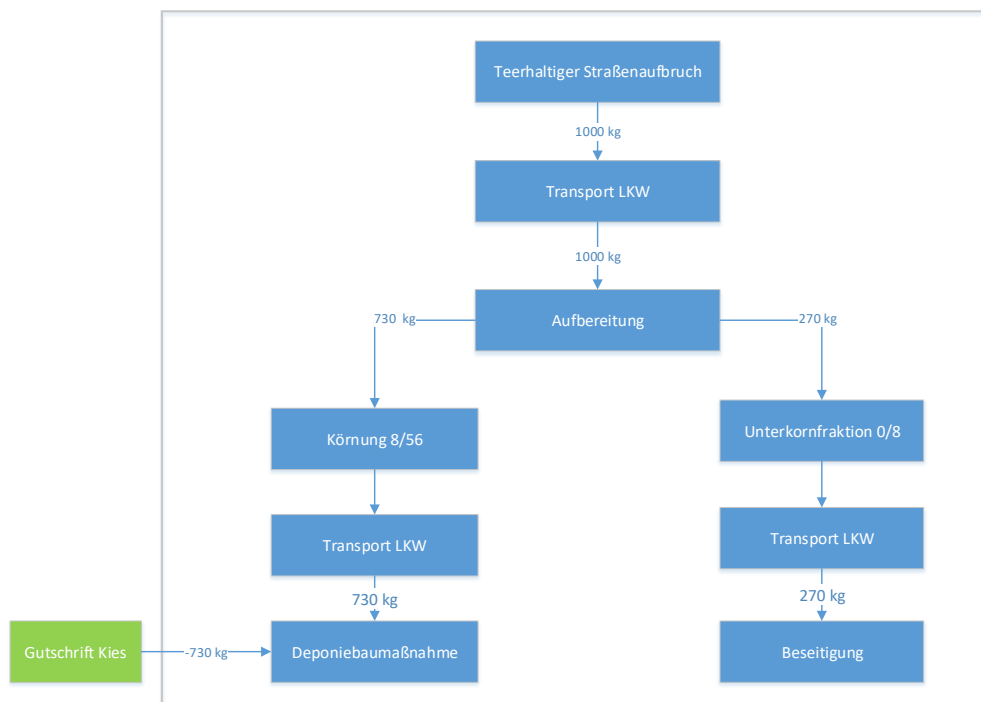 Teerhaltiger Straßenaufbruch
1000 kg
Transport LKW
1000 kg
Aufbereitung
730 kg
270 kg
Körnung 8/56
Unterkornfraktion 0/8
Transport LKW
Transport LKW
730 kg
270 kg
Gutschrift Kies
-730 kg
Deponiebaumaßnahme
Beseitigung